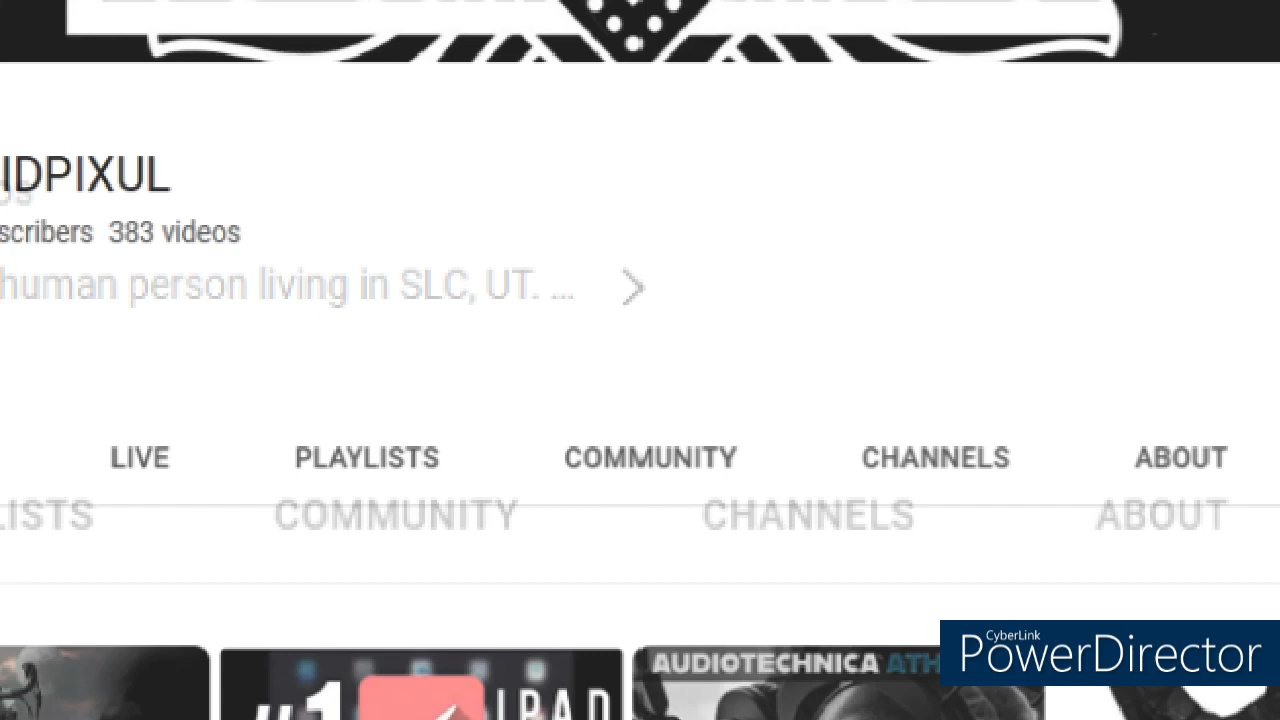 IDPIXUL
scribers 383 videos
human person living in SLC, UT. ...
LIVE PLAYLISTS COMMUNITY CHANNELS ABOUT
LISTS COMMUNITY CHANNELS ABOUT
CyberLink
PowerDirector
AUDIOTECHNICA ATH
#1 IPAD